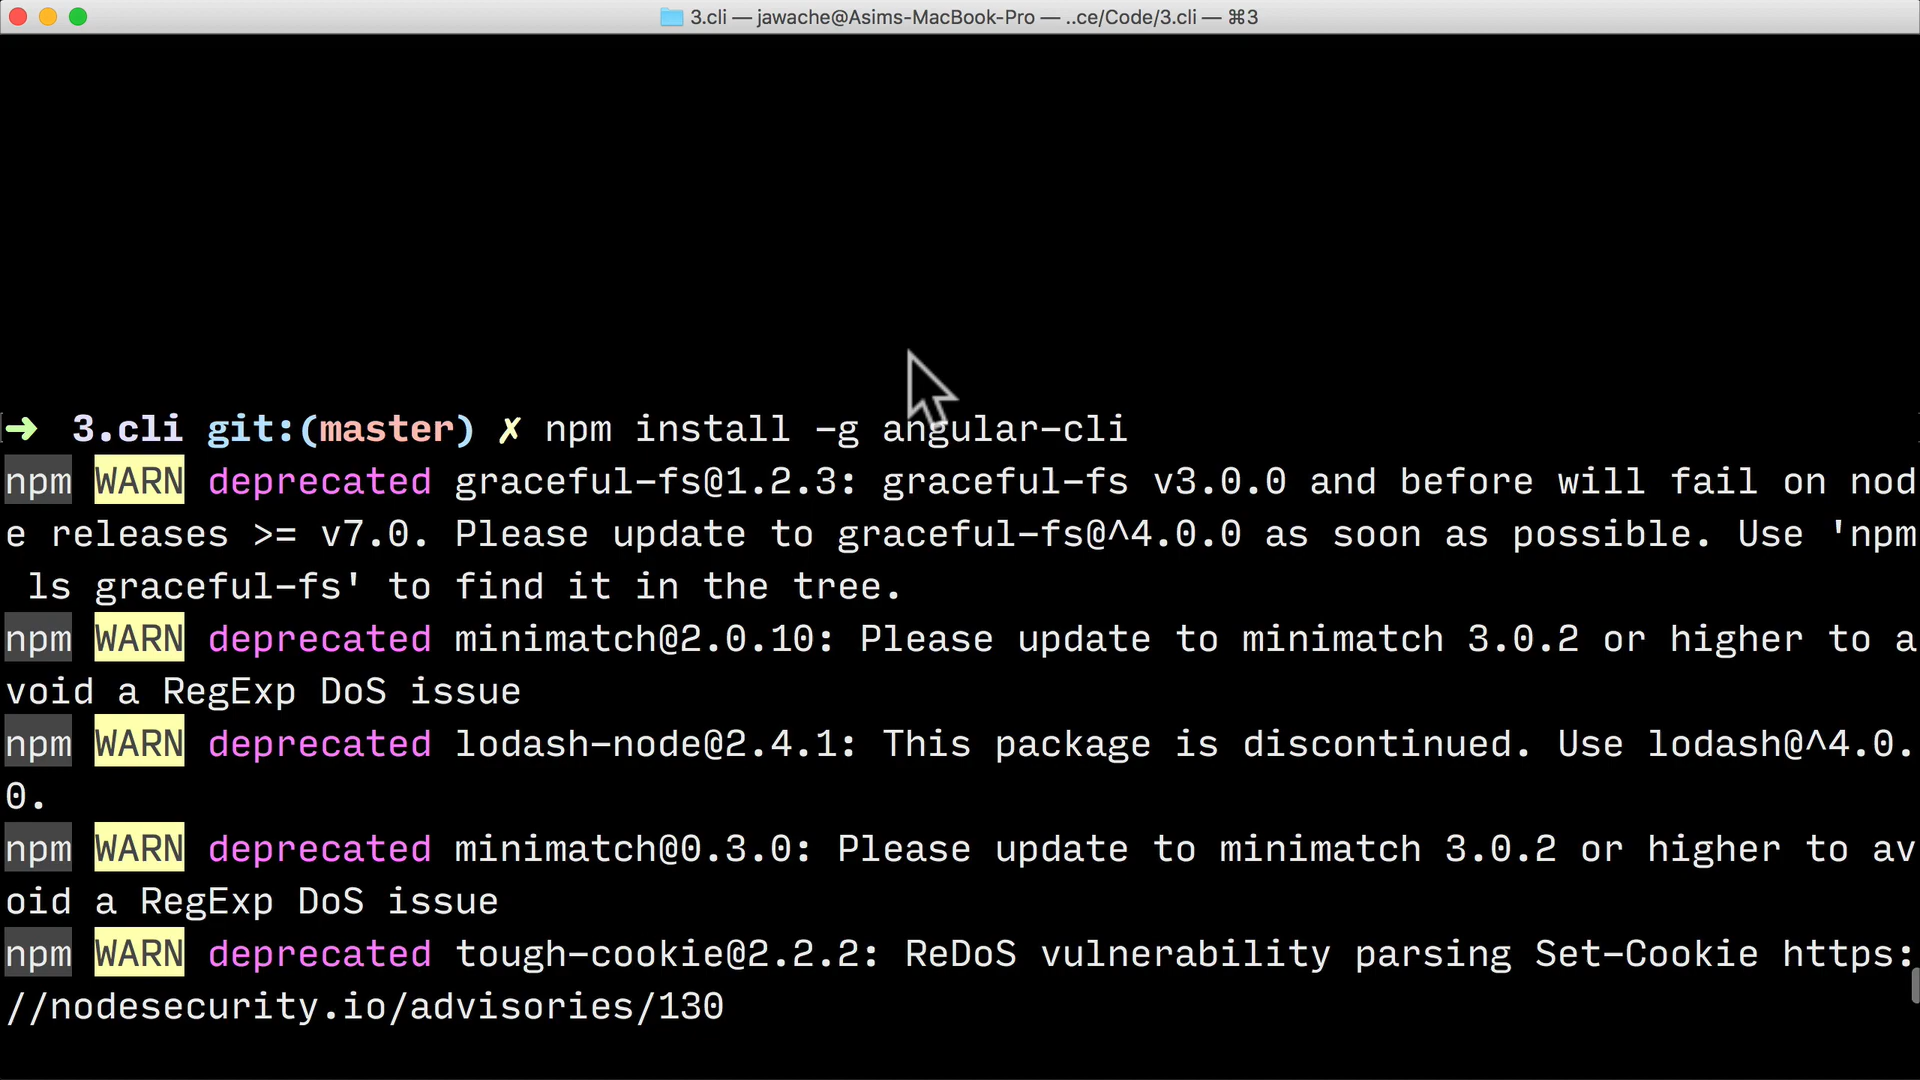 3.cli — jawache@Asims-MacBook-Pro — ..ce/Code/3.cli — ⌘3
➜ 3.cli git:(master) ✗ npm install -g angular-cli
npm WARN deprecated graceful-fs@1.2.3: graceful-fs v3.0.0 and before will fail on nod
e releases >= v7.0. Please update to graceful-fs@^4.0.0 as soon as possible. Use 'npm
 ls graceful-fs' to find it in the tree.
npm WARN deprecated minimatch@2.0.10: Please update to minimatch 3.0.2 or higher to a
void a RegExp DoS issue
npm WARN deprecated lodash-node@2.4.1: This package is discontinued. Use lodash@^4.0.
0.
npm WARN deprecated minimatch@0.3.0: Please update to minimatch 3.0.2 or higher to av
oid a RegExp DoS issue
npm WARN deprecated tough-cookie@2.2.2: ReDoS vulnerability parsing Set-Cookie https:
//nodesecurity.io/advisories/130